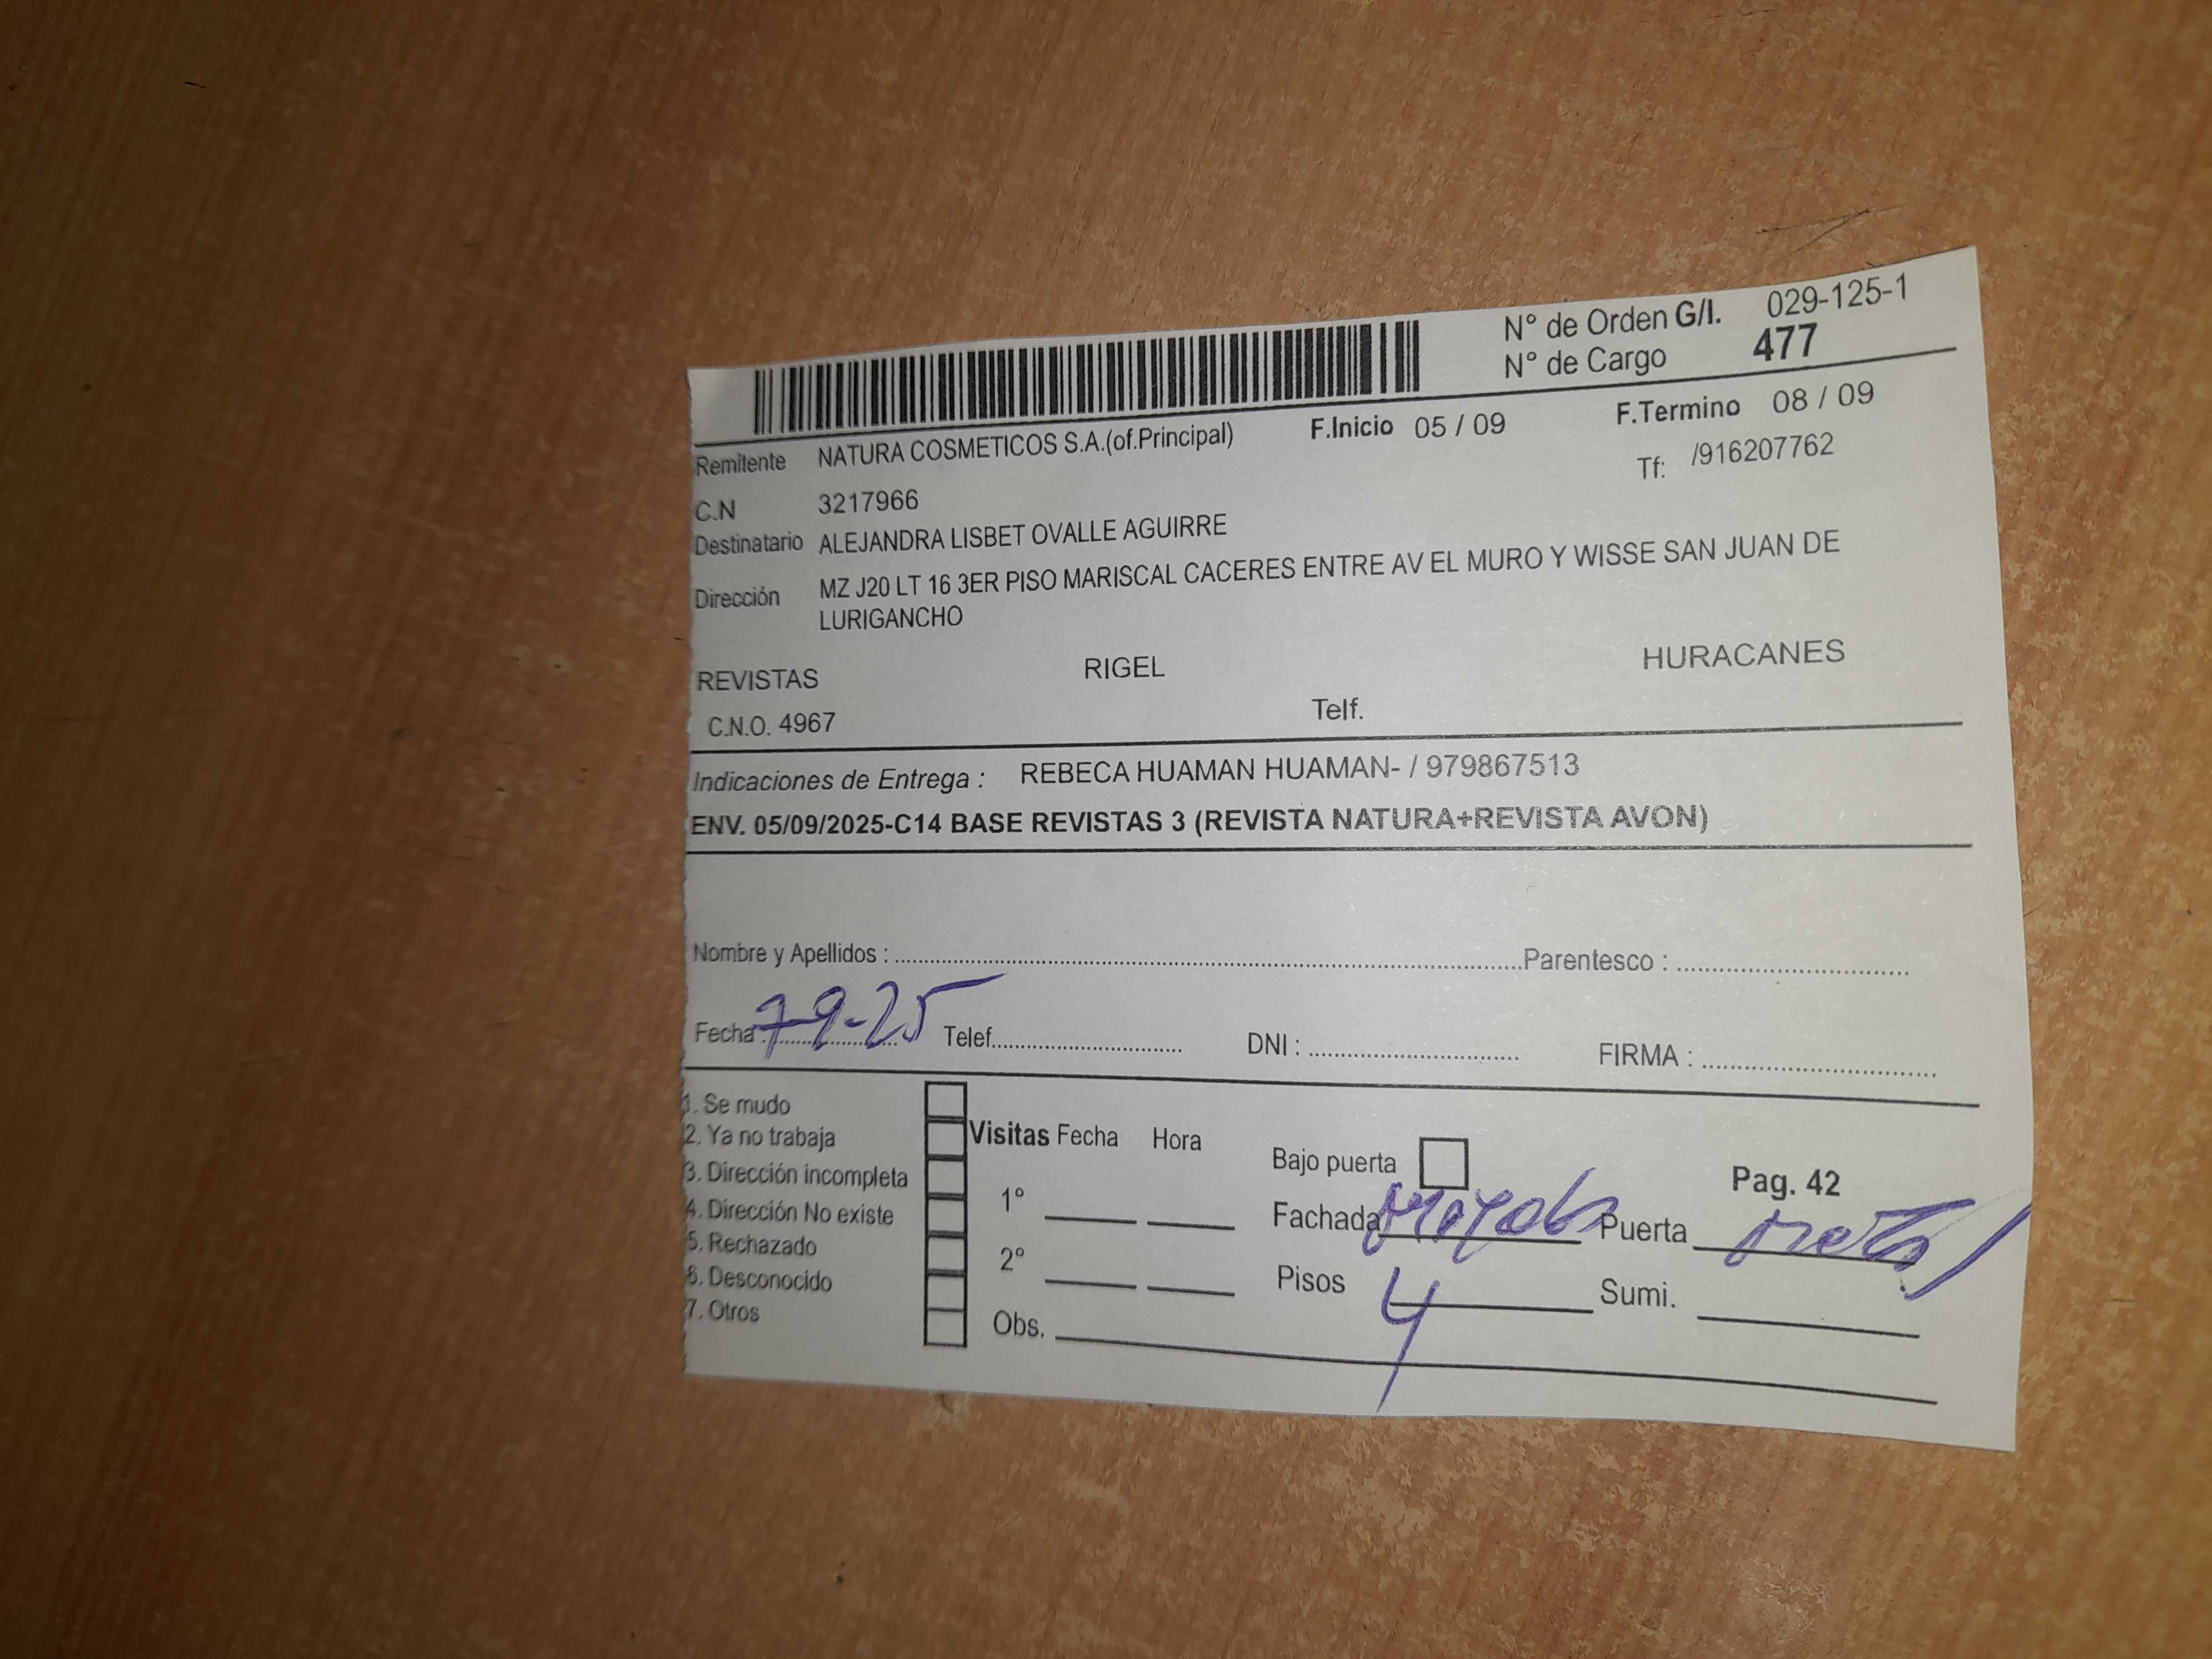 N° de Orden G/I. 029-125-1
N° de Cargo 477
Remitente NATURA COSMETICOS S.A.(of.Principal) F.Inicio 05 / 09 F.Termino 08 / 09
C.N 3217966 Tf: /916207762
Destinatario ALEJANDRA LISBET OVALLE AGUIRRE
Dirección MZ J20 LT 16 3ER PISO MARISCAL CACERES ENTRE AV EL MURO Y WISSE SAN JUAN DE
LURIGANCHO
REVISTAS RIGEL HURACANES
C.N.O. 4967 Telf.
Indicaciones de Entrega : REBECA HUAMAN HUAMAN- / 979867513
ENV. 05/09/2025-C14 BASE REVISTAS 3 (REVISTA NATURA+REVISTA AVON)
Nombre y Apellidos : Parentesco :
Fecha : 7-9-25 Telef. DNI : FIRMA :
1. Se mudo
2. Ya no trabaja
3. Dirección incompleta
4. Dirección No existe
5. Rechazado
6. Desconocido
7. Otros
Visitas Fecha Hora
1°
2°
Obs.
Bajo puerta Pag. 42
Fachada Puerta
Pisos 4 Sumi.